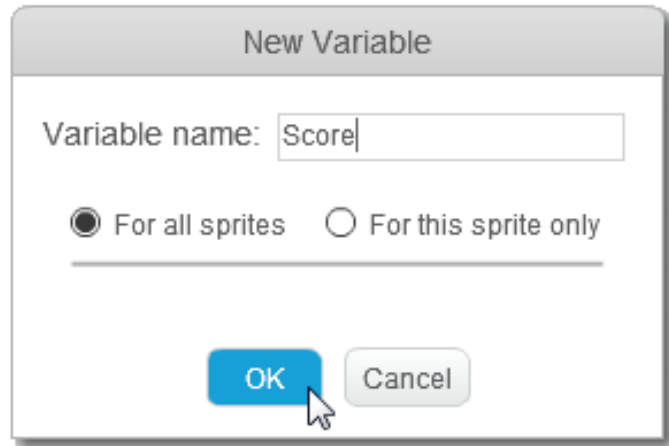 New Variable
Variable name: Score
For all sprites For this sprite only
OK Cancel